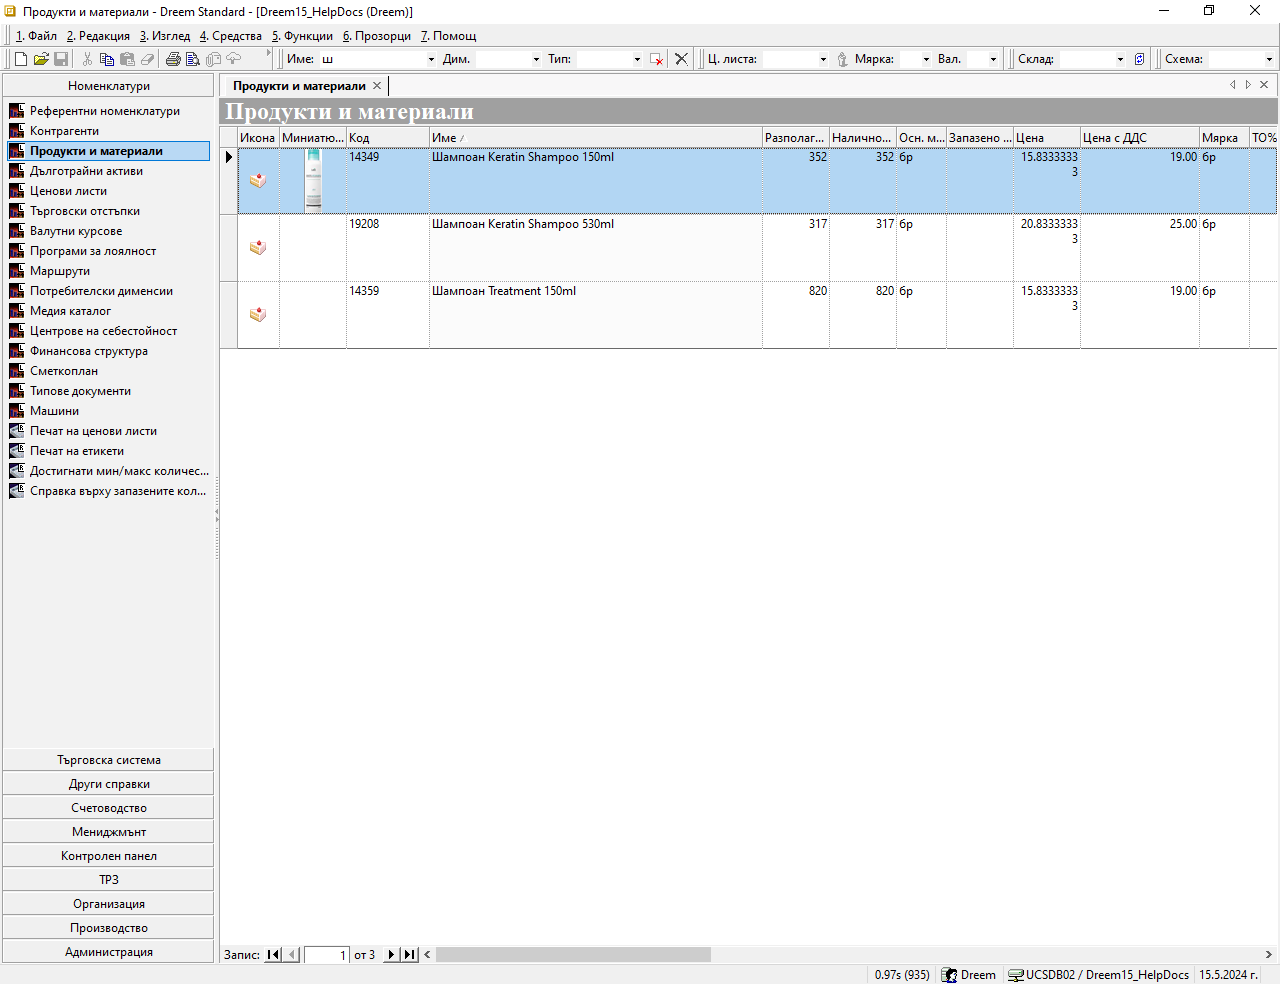 Продукти и материали - Dreem Standard - [Dreem15_HelpDocs (Dreem)]
1. Файл 2. Редакция 3. Изглед 4. Средства 5. Функции 6. Прозорци 7. Помощ
Име: ш Дим. Тип: Ц. листа: Мярка: Вал. Склад: Схема:
Номенклатури
Референтни номенклатури
Контрагенти
Продукти и материали
Дълготрайни активи
Ценови листи
Търговски отстъпки
Валутни курсове
Програми за лоялност
Маршрути
Потребителски дименсии
Медия каталог
Центрове на себестойност
Финансова структура
Сметкоплан
Типове документи
Машини
Печат на ценови листи
Печат на етикети
Достигнати мин/макс количес...
Справка върху запазените кол...
Търговска система
Други справки
Счетоводство
Мениджмънт
Контролен панел
ТРЗ
Организация
Производство
Администрация
Продукти и материали
Продукти и материали
Икона Миниатю... Код Име Разполаг... Налично... Осн. м... Запазено ... Цена Цена с ДДС Мярка ТО%
14349 Шампоан Keratin Shampoo 150ml 352 352 бр 15.8333333 19.00 бр
3
19208 Шампоан Keratin Shampoo 530ml 317 317 бр 20.8333333 25.00 бр
3
14359 Шампоан Treatment 150ml 820 820 бр 15.8333333 19.00 бр
3
Запис: 1 от 3
0.97s (935) Dreem UCSDB02 / Dreem15_HelpDocs 15.5.2024 г.